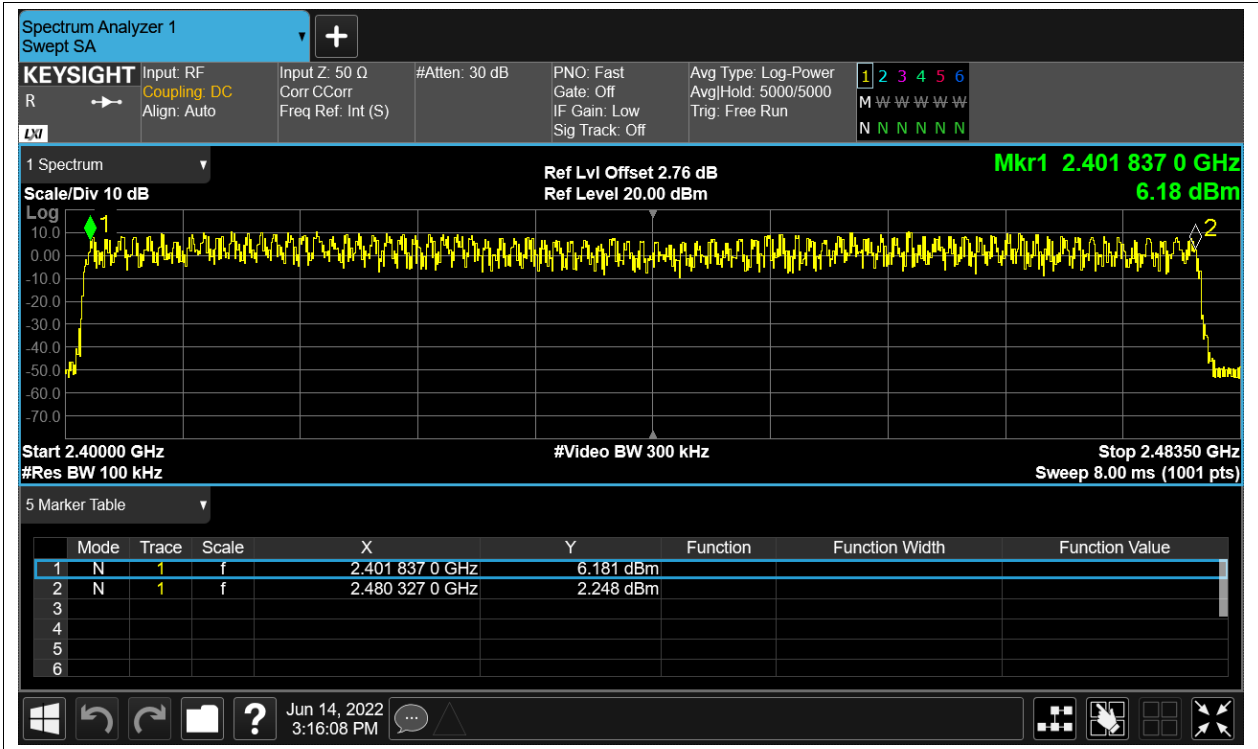 Spectrum Analyzer 1
Swept SA
KEYSIGHT
R
LXI
Input: RF
Coupling: DC
Align: Auto
Input Z: 50 Ω
Corr CCorr
Freq Ref: Int (S)
#Atten: 30 dB
PNO: Fast
Gate: Off
IF Gain: Low
Sig Track: Off
Avg Type: Log-Power
Avg|Hold: 5000/5000
Trig: Free Run
1 2 3 4 5 6
M W W W W W
N N N N N N
1 Spectrum
Scale/Div 10 dB
Ref Lvl Offset 2.76 dB
Ref Level 20.00 dBm
Mkr1 2.401 837 0 GHz
6.18 dBm
Log
10.0
0.00
-10.0
-20.0
-30.0
-40.0
-50.0
-60.0
-70.0
1
2
Start 2.40000 GHz
#Res BW 100 kHz
#Video BW 300 kHz
Stop 2.48350 GHz
Sweep 8.00 ms (1001 pts)
5 Marker Table
Mode Trace Scale X Y Function Function Width Function Value
1 N 1 f 2.401 837 0 GHz 6.181 dBm
2 N 1 f 2.480 327 0 GHz 2.248 dBm
3
4
5
6
?
Jun 14, 2022
3:16:08 PM